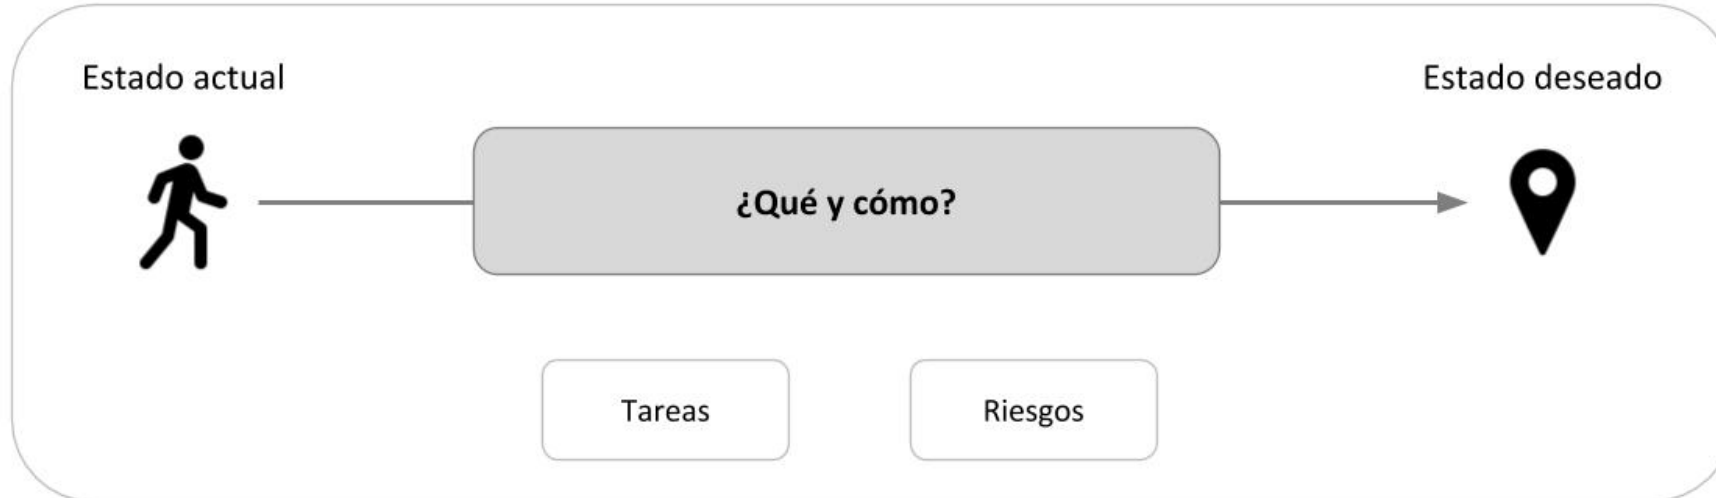 Estado actual
Estado deseado
¿Qué y cómo?
Tareas
Riesgos